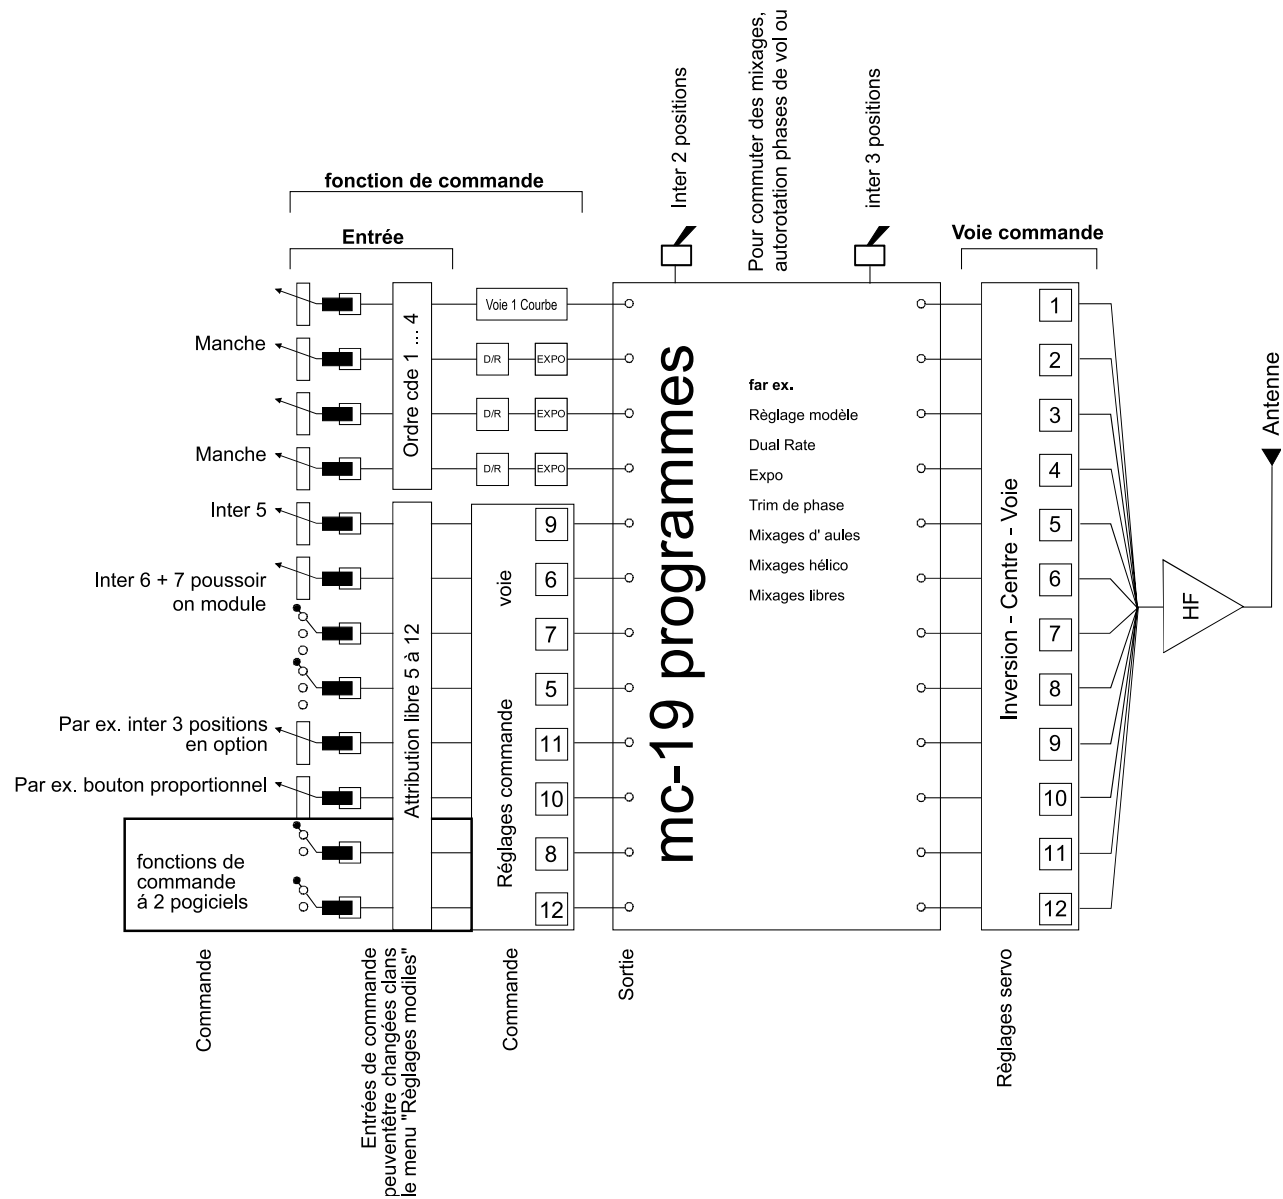 Inter 2 positions
Pour commuter des mixages,
autorotation phases de vol ou
inter 3 positions
fonction de commande
Entrée
Voie commande
Manche
Manche
Inter 5
Inter 6 + 7 poussoir
on module
Par ex. inter 3 positions
en option
Par ex. bouton proportionnel
fonctions de
commande
á 2 pogiciels
Ordre cde 1 ... 4
Attribution libre 5 à 12
Voie 1 Courbe
D/R
EXPO
D/R
EXPO
D/R
EXPO
Réglages commande
voie
9
6
7
5
11
10
8
12
mc-19 programmes
far ex.
Règlage modèle
Dual Rate
Expo
Trim de phase
Mixages d' aules
Mixages hélico
Mixages libres
Inversion - Centre - Voie
1
2
3
4
5
6
7
8
9
10
11
12
HF
Antenne
Commande
Entrées de commande
peuventêtre changées clans
le menu "Règlages modiles"
Commande
Sortie
Règlages servo